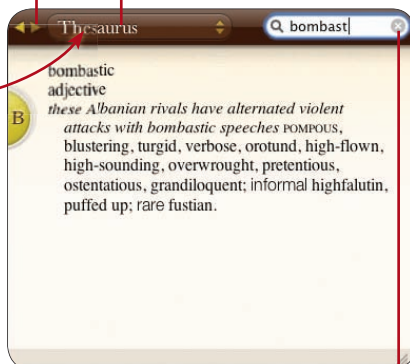 Thesaurus
bombast
bombastic
adjective
B
these Albanian rivals have alternated violent
attacks with bombastic speeches POMPOUS,
blustering, turgid, verbose, orotund, high-flown,
high-sounding, overwrought, pretentious,
ostentatious, grandiloquent; informal highfalutin,
puffed up; rare fustian.